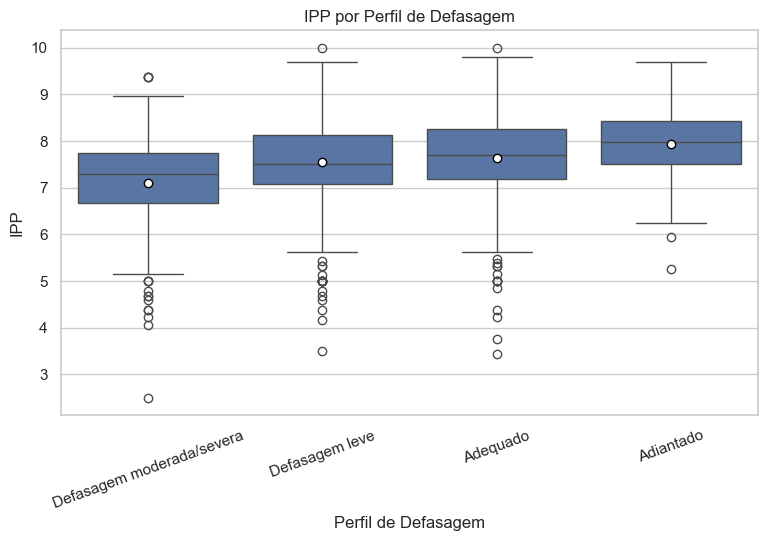 IPP por Perfil de Defasagem
10
9
8
7
6
5
4
3
IPP
Defasagem moderada/severa
Defasagem leve
Adequado
Adiantado
Perfil de Defasagem